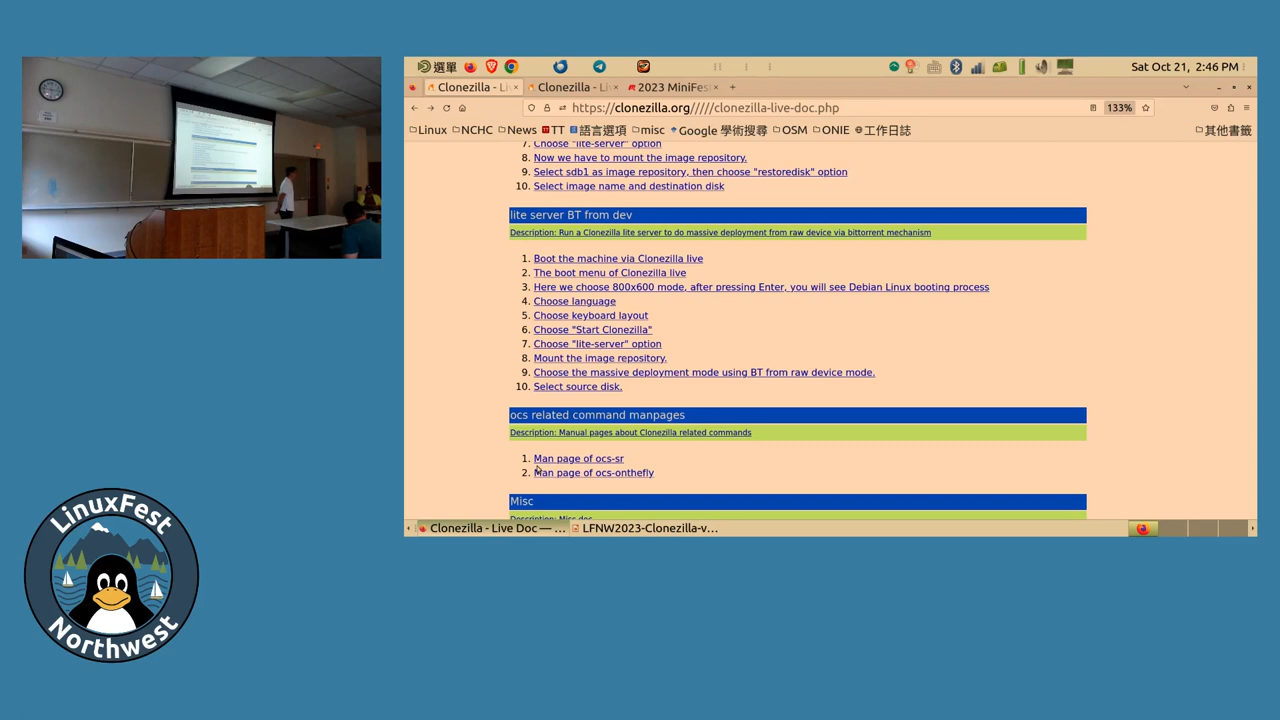 選單
Sat Oct 21, 2:46 PM
Clonezilla - Li
Clonezilla - Li
2023 MiniFes
https://clonezilla.org/////clonezilla-live-doc.php
133%
Linux NCHC News TT 語言選項 misc Google 學術搜尋 OSM ONIE 工作日誌 其他書籤
7. Choose "lite-server" option
8. Now we have to mount the image repository.
9. Select sdb1 as image repository, then choose "restoredisk" option
10. Select image name and destination disk
lite server BT from dev
Description: Run a Clonezilla lite server to do massive deployment from raw device via bittorrent mechanism
1. Boot the machine via Clonezilla live
2. The boot menu of Clonezilla live
3. Here we choose 800x600 mode, after pressing Enter, you will see Debian Linux booting process
4. Choose language
5. Choose keyboard layout
6. Choose "Start Clonezilla"
7. Choose "lite-server" option
8. Mount the image repository.
9. Choose the massive deployment mode using BT from raw device mode.
10. Select source disk.
ocs related command manpages
Description: Manual pages about Clonezilla related commands
1. Man page of ocs-sr
2. Man page of ocs-onthefly
Misc
Description: Misc doc
Clonezilla - Live Doc — ...
LFNW2023-Clonezilla-v...
LinuxFest
Northwest